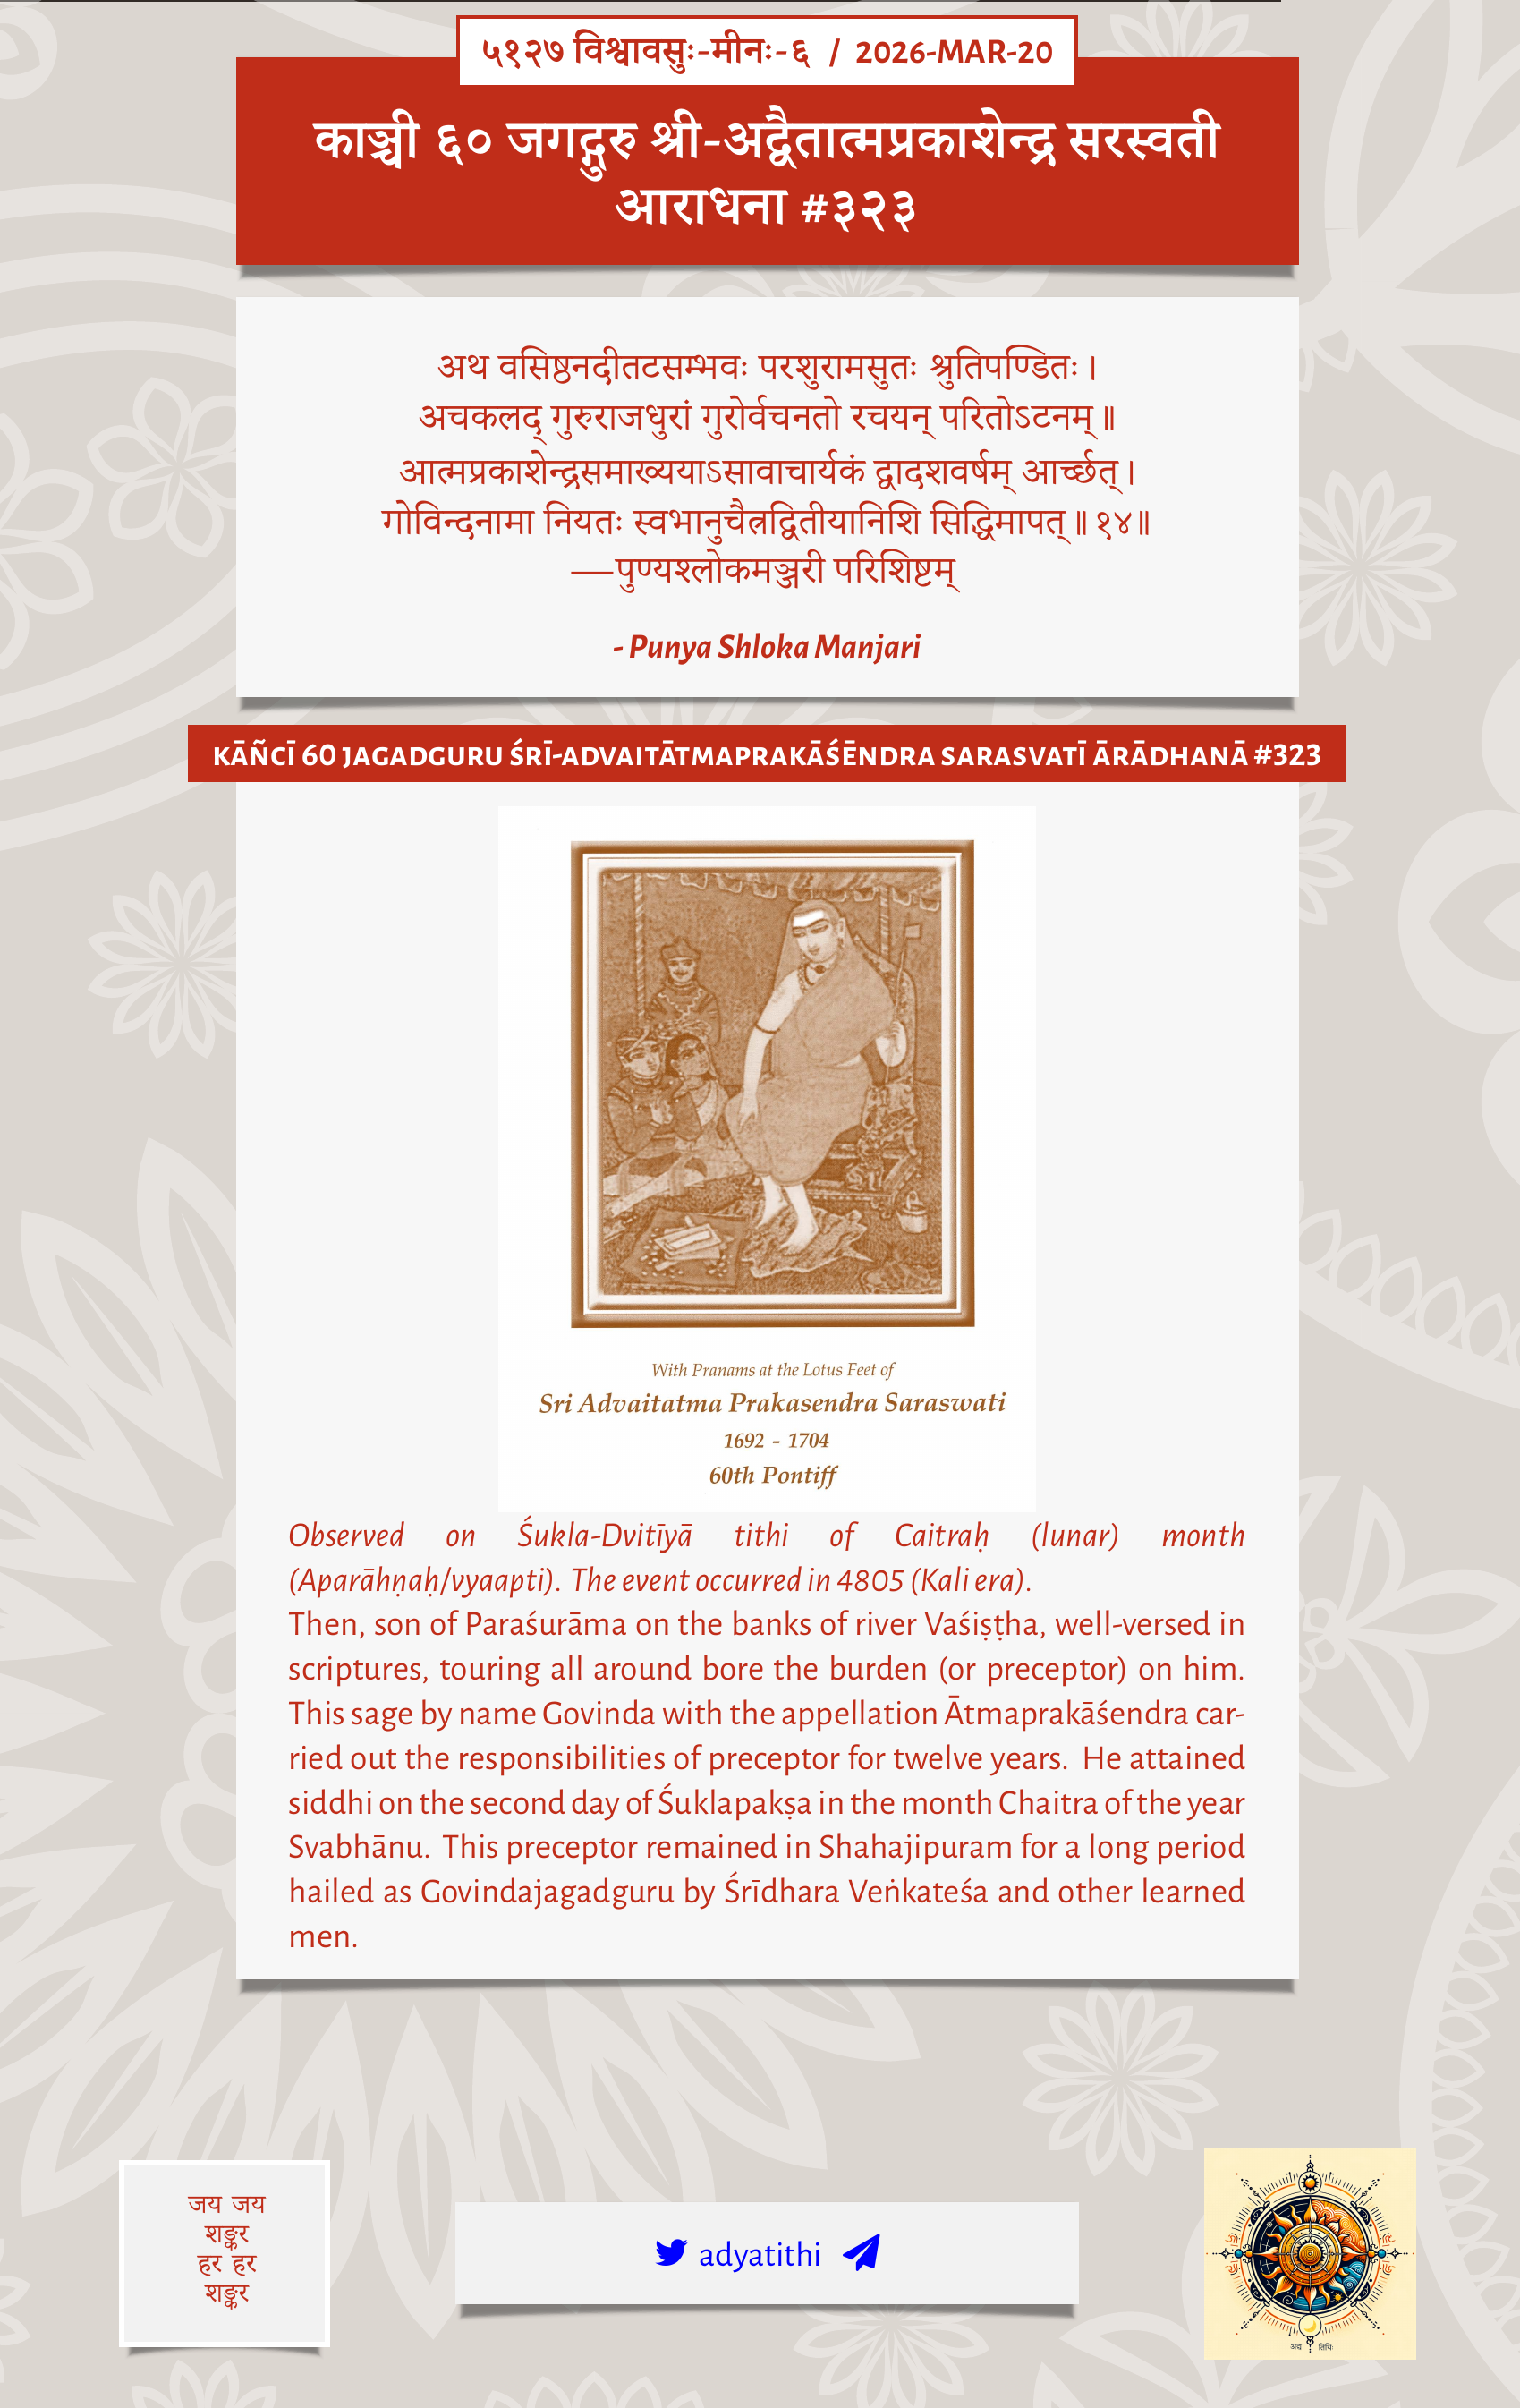 ५१२७ विश्वावसुः-मीनः-६ / 2026-MAR-20
काञ्ची ६० जगद्गुरु श्री-अद्वैतात्मप्रकाशेन्द्र सरस्वती
आराधना #३२३
अथ वसिष्ठनदीतटसम्भवः परशुरामसुतः श्रुतिपण्डितः।
अचकलद् गुरुराजधुरां गुरोर्वचनतो रचयन् परितोऽटनम्॥
आत्मप्रकाशेन्द्रसमाख्ययाऽसावाचार्यकं द्वादशवर्षम् आर्च्छत्।
गोविन्दनामा नियतः स्वभानुचैत्रद्वितीयानिशि सिद्धिमापत्॥१४॥
—पुण्यश्लोकमञ्जरी परिशिष्टम्
- Punya Shloka Manjari
KĀÑCĪ 60 JAGADGURU ŚRĪ-ADVAITĀTMAPRAKĀŚĒNDRA SARASVATĪ ĀRĀDHANĀ #323
With Pranams at the Lotus Feet of
Sri Advaitatma Prakasendra Saraswati
1692 - 1704
60th Pontiff
Observed on Śukla-Dvitīyā tithi of Caitraḥ (lunar) month
(Aparāhṇaḥ/vyaapti). The event occurred in 4805 (Kali era).
Then, son of Paraśurāma on the banks of river Vaśiṣṭha, well-versed in
scriptures, touring all around bore the burden (or preceptor) on him.
This sage by name Govinda with the appellation Ātmaprakāśendra car-
ried out the responsibilities of preceptor for twelve years. He attained
siddhi on the second day of Śuklapakṣa in the month Chaitra of the year
Svabhānu. This preceptor remained in Shahajipuram for a long period
hailed as Govindajagadguru by Śrīdhara Veṅkateśa and other learned
men.
जय जय
शङ्कर
हर हर
शङ्कर
adyatithi
अद्य तिथिः